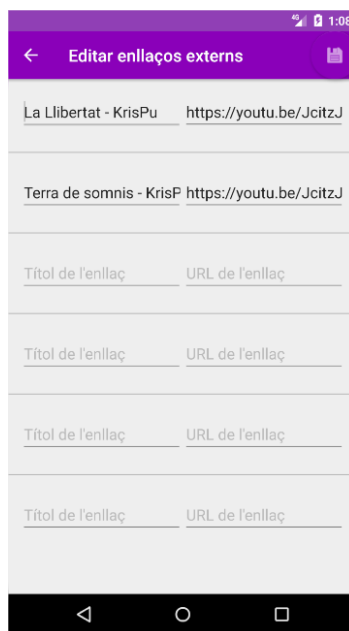 4G 1:08
Editar enllaços externs
La Llibertat - KrisPu https://youtu.be/JcitzJ
Terra de somnis - KrisP https://youtu.be/JcitzJ
Títol de l'enllaç URL de l'enllaç
Títol de l'enllaç URL de l'enllaç
Títol de l'enllaç URL de l'enllaç
Títol de l'enllaç URL de l'enllaç